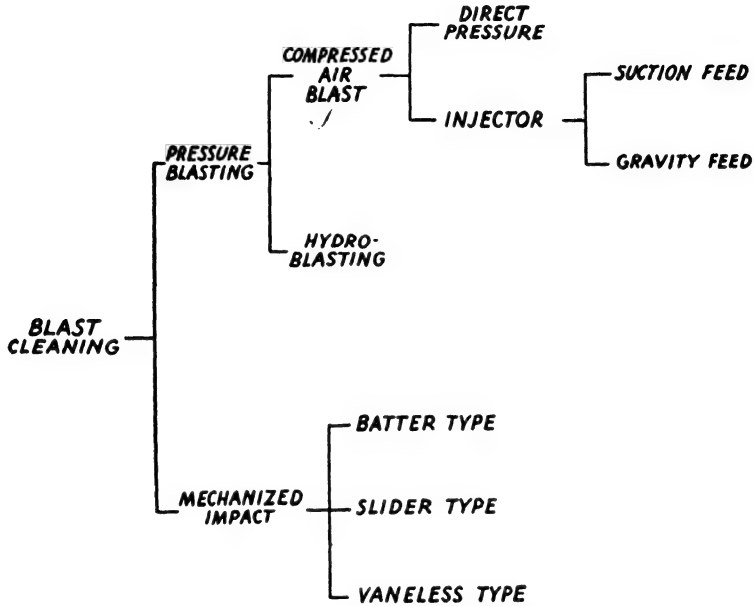 DIRECT
PRESSURE
COMPRESSED
AIR
BLAST
SUCTION FEED
INJECTOR
PRESSURE
BLASTING
GRAVITY FEED
HYDRO-
BLASTING
BLAST
CLEANING
BATTER TYPE
MECHANIZED
IMPACT
SLIDER TYPE
VANELESS TYPE